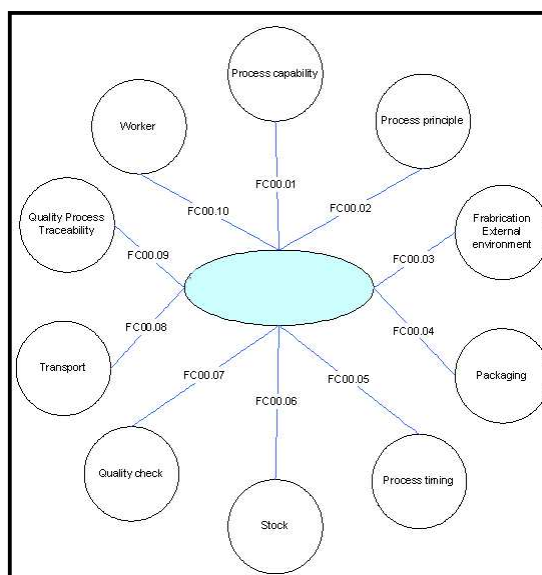 Process capability
Process principle
Worker
FC00.01
FC00.10
FC00.02
Quality Process
Traceability
Frabrication
External
environment
FC00.09
FC00.03
FC00.08
FC00.04
Transport
Packaging
FC00.07
FC00.05
FC00.06
Quality check
Process timing
Stock